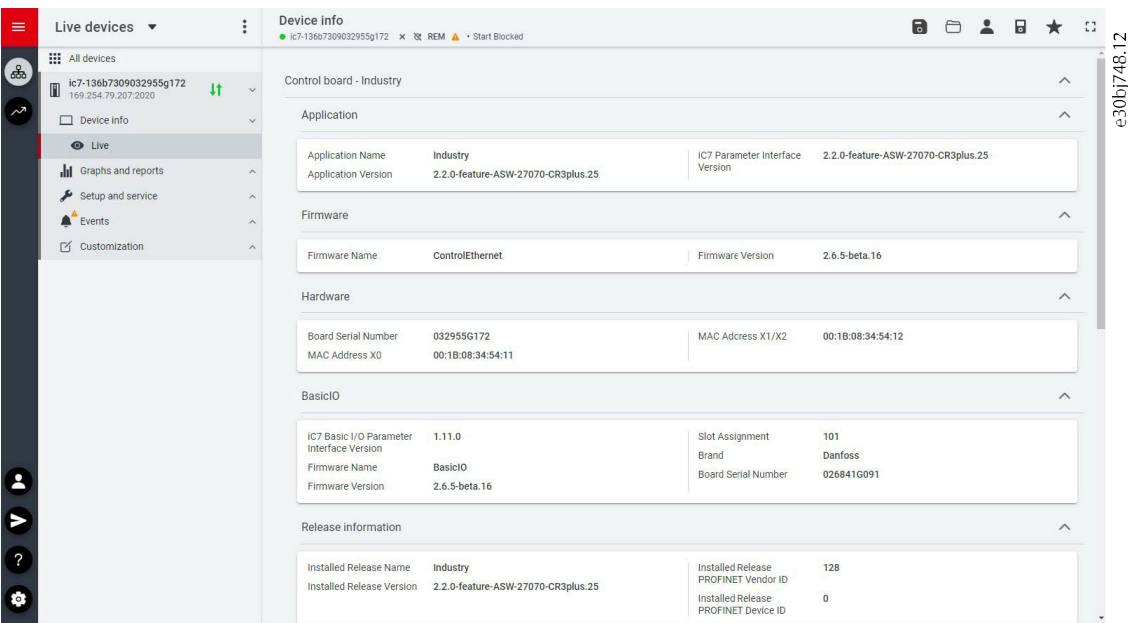 Live devices
All devices
ic7-136b7309032955g172
169.254.79.207:2020
Device info
Live
Graphs and reports
Setup and service
Events
Customization
Device info
ic7-136b7309032955g172 REM • Start Blocked
Control board - Industry
Application
Application Name Industry
Application Version 2.2.0-feature-ASW-27070-CR3plus.25
iC7 Parameter Interface Version 2.2.0-feature-ASW-27070-CR3plus.25
Firmware
Firmware Name ControlEthernet
Firmware Version 2.6.5-beta.16
Hardware
Board Serial Number 032955G172
MAC Address X0 00:1B:08:34:54:11
MAC Address X1/X2 00:1B:08:34:54:12
BasicIO
iC7 Basic I/O Parameter Interface Version 1.11.0
Firmware Name BasicIO
Firmware Version 2.6.5-beta.16
Slot Assignment 101
Brand Danfoss
Board Serial Number 026841G091
Release information
Installed Release Name Industry
Installed Release Version 2.2.0-feature-ASW-27070-CR3plus.25
Installed Release PROFINET Vendor ID 128
Installed Release PROFINET Device ID 0
e30bj748.12